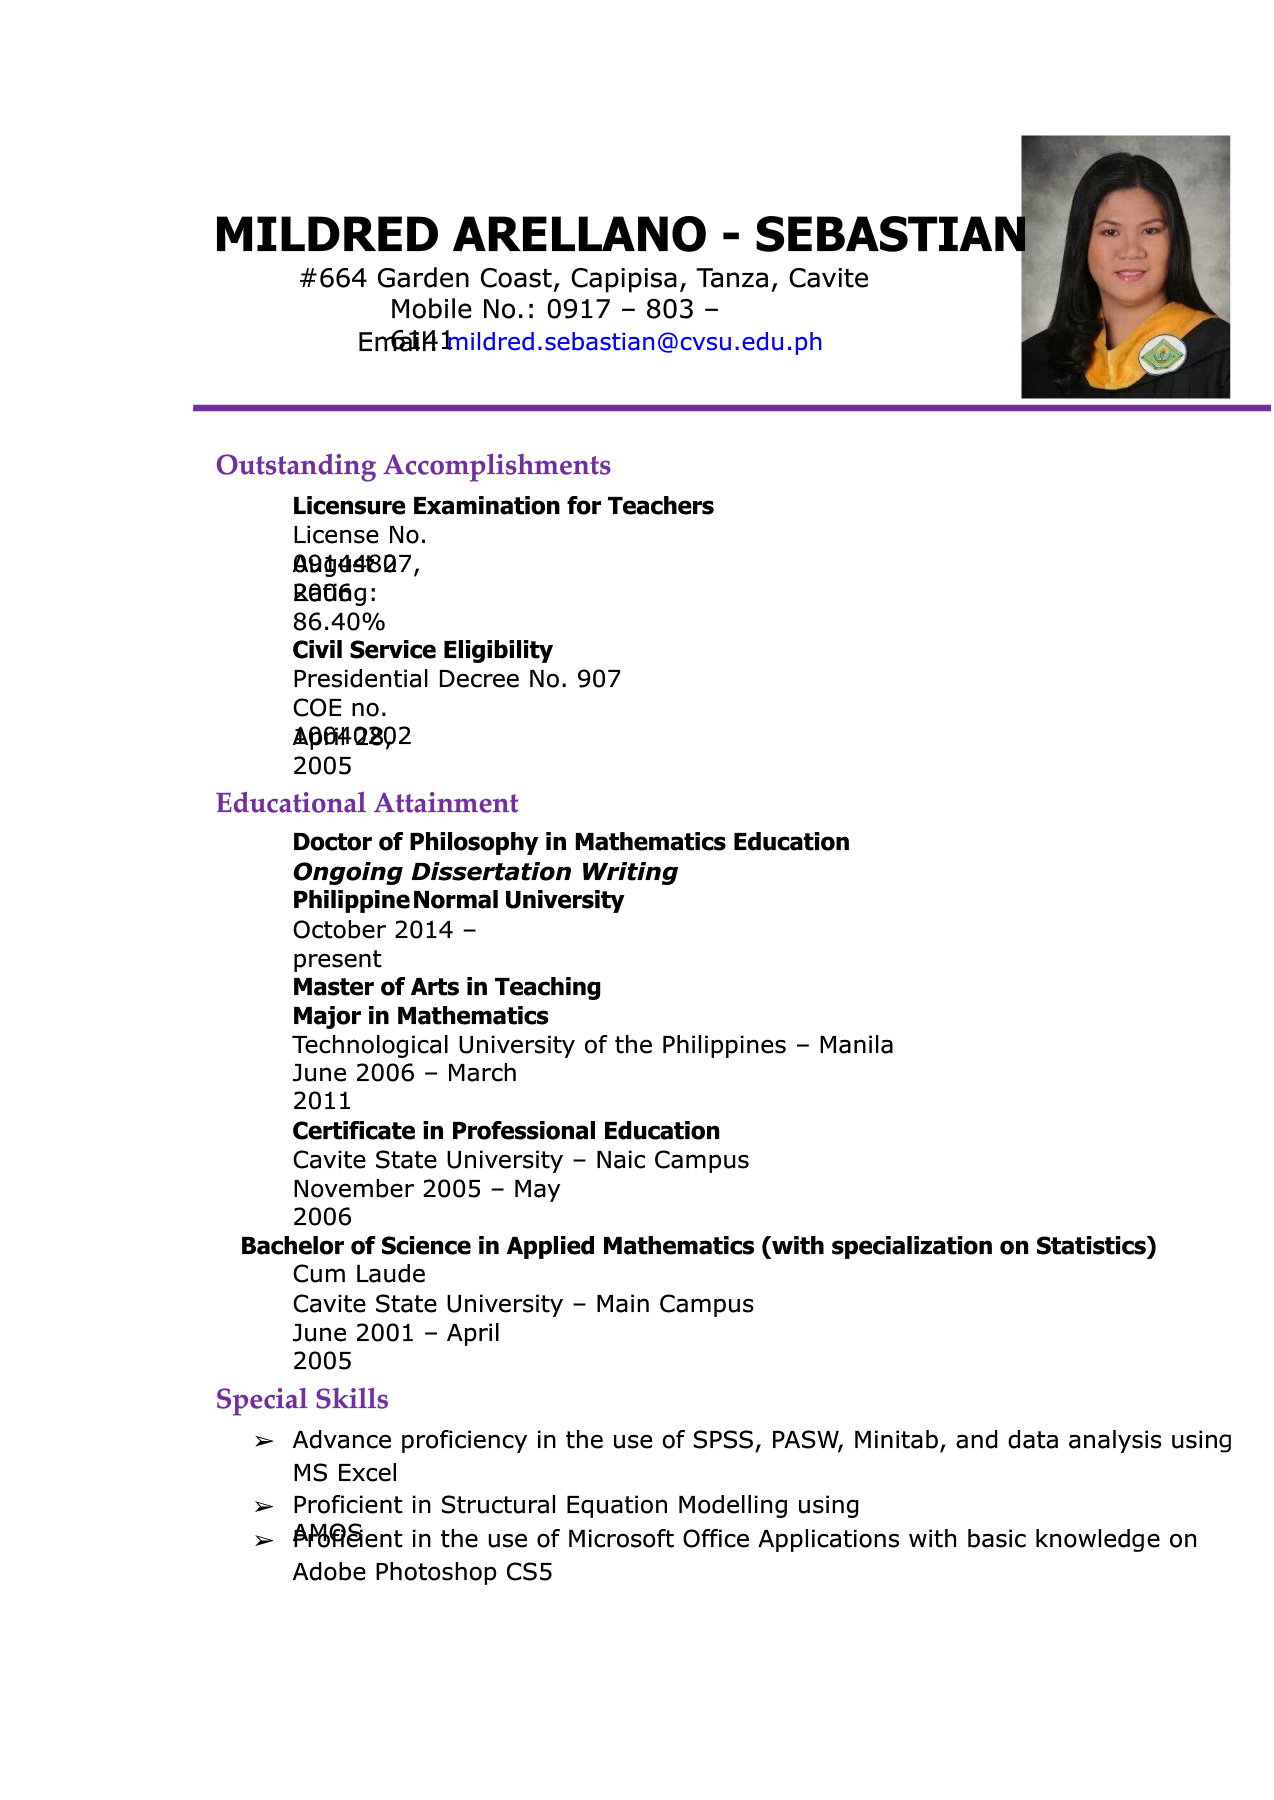 MILDRED ARELLANO - SEBASTIAN
#664 Garden Coast, Capipisa, Tanza, Cavite
Mobile No.: 0917 – 803 –
6141
Email: mildred.sebastian@cvsu.edu.ph
Outstanding Accomplishments
Licensure Examination for Teachers
License No.
August 27,
2006
Rating:
86.40%
Civil Service Eligibility
Presidential Decree No. 907
COE no.
April 28,
2005
Educational Attainment
Doctor of Philosophy in Mathematics Education
Ongoing Dissertation Writing
Philippine Normal University
October 2014 –
present
Master of Arts in Teaching
Major in Mathematics
Technological University of the Philippines – Manila
June 2006 – March
2011
Certificate in Professional Education
Cavite State University – Naic Campus
November 2005 – May
2006
Bachelor of Science in Applied Mathematics (with specialization on Statistics)
Cum Laude
Cavite State University – Main Campus
June 2001 – April
2005
Special Skills
➢ Advance proficiency in the use of SPSS, PASW, Minitab, and data analysis using
MS Excel
➢ Proficient in Structural Equation Modelling using
AMOS
➢ Proficient in the use of Microsoft Office Applications with basic knowledge on
Adobe Photoshop CS5